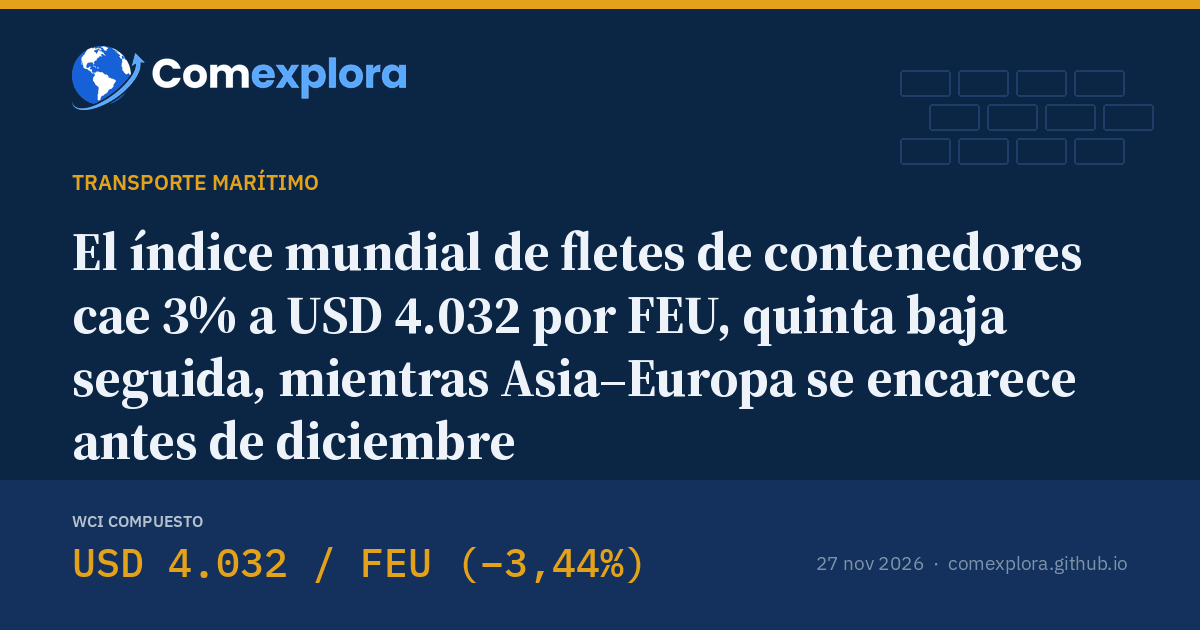 Comexplora
TRANSPORTE MARÍTIMO
El índice mundial de fletes de contenedores
cae 3% a USD 4.032 por FEU, quinta baja
seguida, mientras Asia–Europa se encarece
antes de diciembre
WCI COMPUESTO
USD 4.032 / FEU (−3,44%)
27 nov 2026 · comexplora.github.io